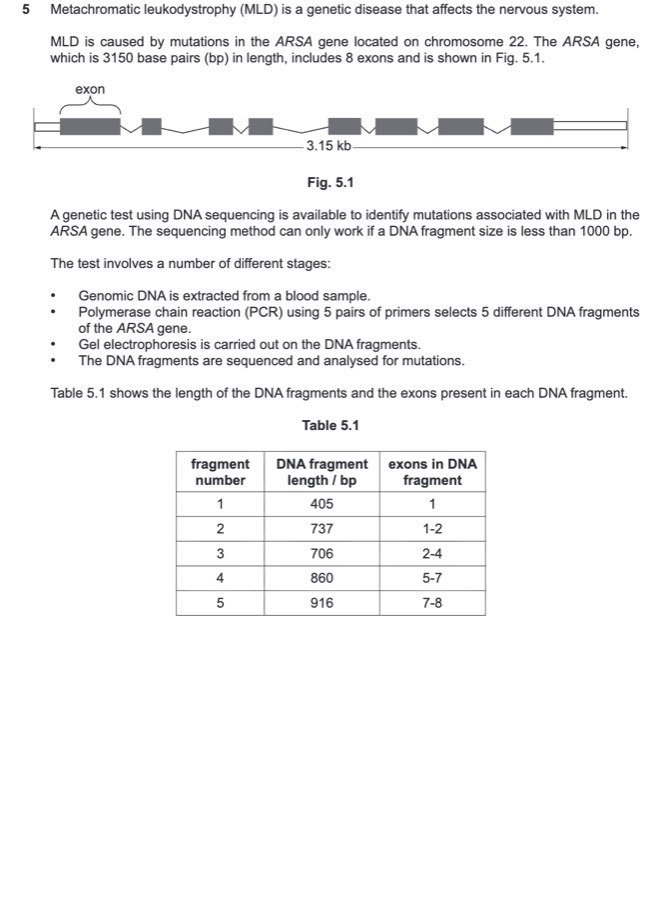 5 Metachromatic leukodystrophy (MLD) is a genetic disease that affects the nervous system.
MLD is caused by mutations in the ARSA gene located on chromosome 22. The ARSA gene,
which is 3150 base pairs (bp) in length, includes 8 exons and is shown in Fig. 5.1.
exon
3.15 kb
Fig. 5.1
A genetic test using DNA sequencing is available to identify mutations associated with MLD in the
ARSA gene. The sequencing method can only work if a DNA fragment size is less than 1000 bp.
The test involves a number of different stages:
• Genomic DNA is extracted from a blood sample.
• Polymerase chain reaction (PCR) using 5 pairs of primers selects 5 different DNA fragments
of the ARSA gene.
• Gel electrophoresis is carried out on the DNA fragments.
• The DNA fragments are sequenced and analysed for mutations.
Table 5.1 shows the length of the DNA fragments and the exons present in each DNA fragment.
Table 5.1
fragment number | DNA fragment length / bp | exons in DNA fragment
1 | 405 | 1
2 | 737 | 1-2
3 | 706 | 2-4
4 | 860 | 5-7
5 | 916 | 7-8